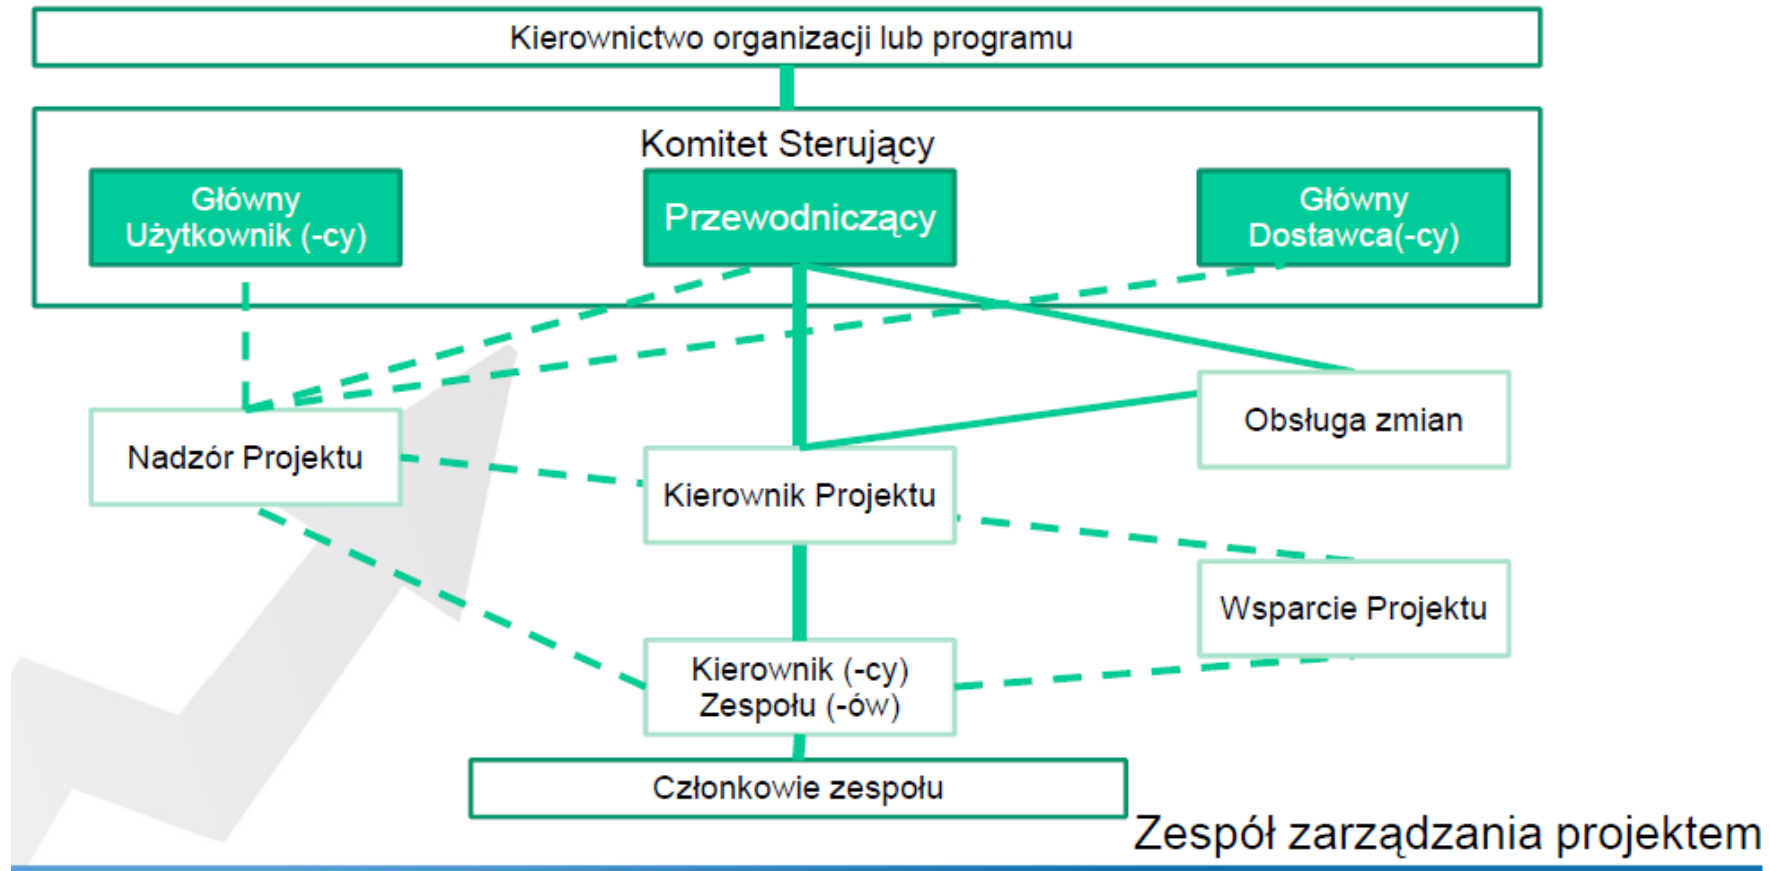 Kierownictwo organizacji lub programu
Komitet Sterujący
Główny
Użytkownik (-cy)
Przewodniczący
Główny
Dostawca(-cy)
Nadzór Projektu
Kierownik Projektu
Obsługa zmian
Wsparcie Projektu
Kierownik (-cy)
Zespołu (-ów)
Członkowie zespołu
Zespół zarządzania projektem